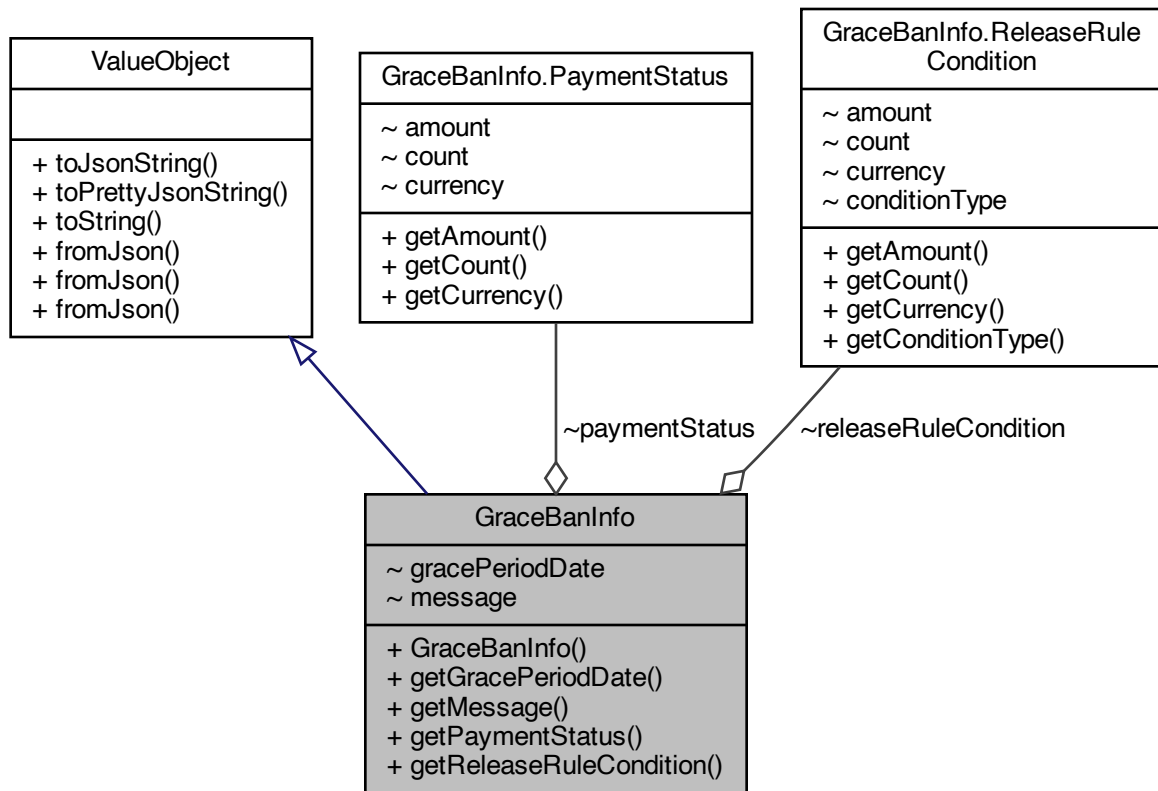 ValueObject
+ toJsonString()
+ toPrettyJsonString()
+ toString()
+ fromJson()
+ fromJson()
+ fromJson()
GraceBanInfo.PaymentStatus
~ amount
~ count
~ currency
+ getAmount()
+ getCount()
+ getCurrency()
GraceBanInfo.ReleaseRule
Condition
~ amount
~ count
~ currency
~ conditionType
+ getAmount()
+ getCount()
+ getCurrency()
+ getConditionType()
~paymentStatus
~releaseRuleCondition
GraceBanInfo
~ gracePeriodDate
~ message
+ GraceBanInfo()
+ getGracePeriodDate()
+ getMessage()
+ getPaymentStatus()
+ getReleaseRuleCondition()